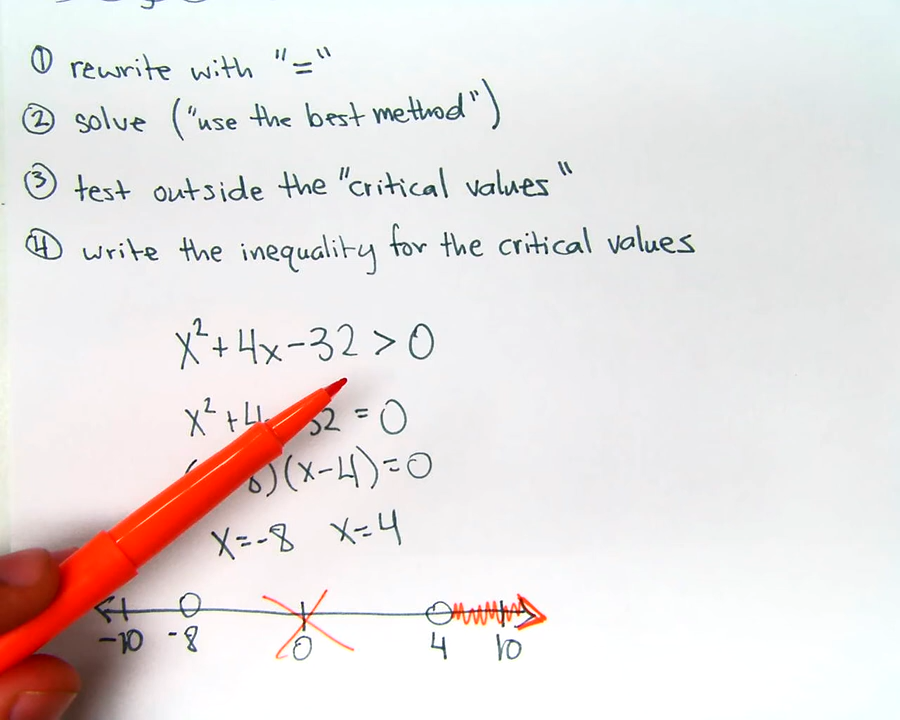 ① rewrite with "="
② solve ("use the best method")
③ test outside the "critical values"
④ write the inequality for the critical values
x²+4x-32>0
x²+4 32=0
8)(x-4)=0
x=-8 x=4
-10 -8 0 4 10